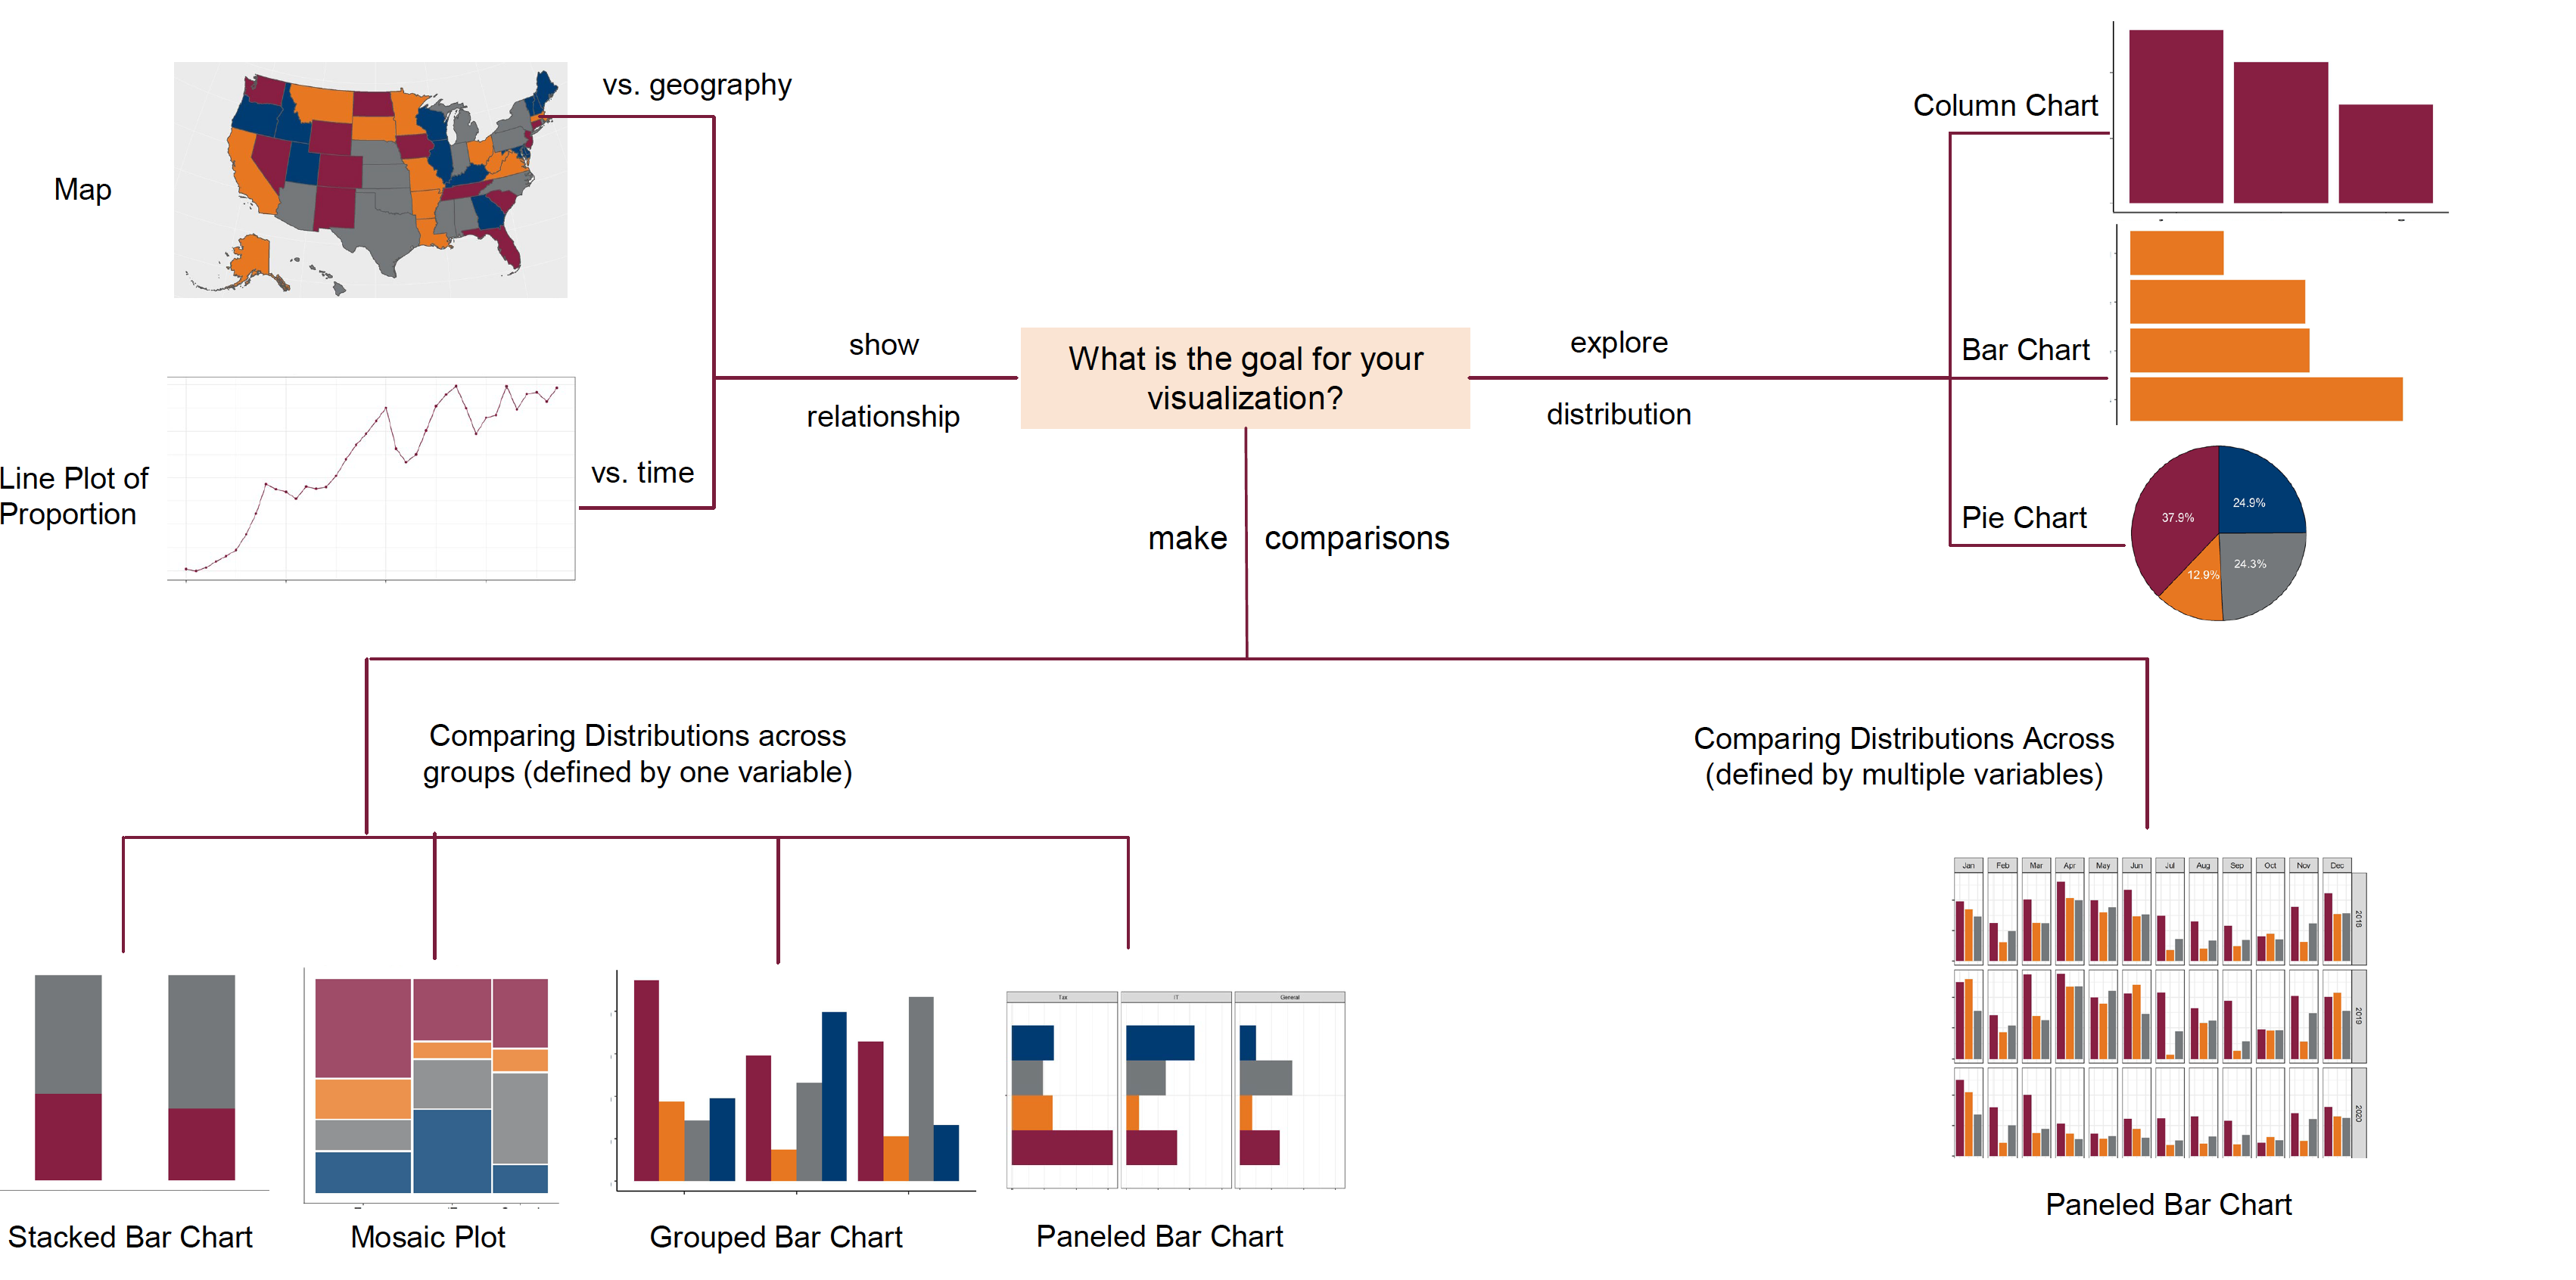 vs. geography
Column Chart
Map
show
relationship
What is the goal for your
visualization?
explore
distribution
Bar Chart
Line Plot of
Proportion
vs. time
make comparisons
Pie Chart
24.9%
37.9%
24.3%
12.9%
Comparing Distributions across
groups (defined by one variable)
Comparing Distributions Across
(defined by multiple variables)
Jan Feb Mar Apr May Jun Jul Aug Sep Oct Nov Dec
2019
2020
Tax IT General
Stacked Bar Chart
Mosaic Plot
Grouped Bar Chart
Paneled Bar Chart
Paneled Bar Chart